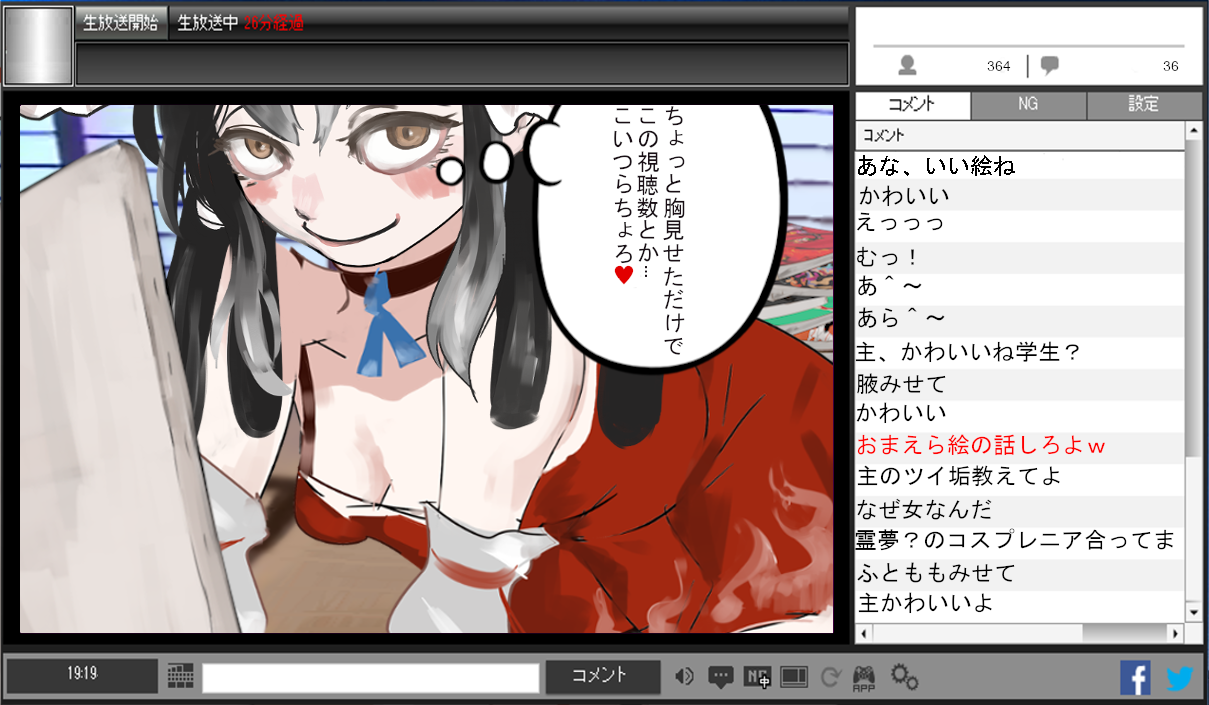 生放送開始 生放送中 26分経過
364 36
コメント NG 設定
コメント
ちょっと胸見せただけで
この視聴数とか…
こいつらちょろ♥
あな、いい絵ね
かわいい
えっっっ
むっ！
あ＾～
あら＾～
主、かわいいね学生？
腋みせて
かわいい
おまえら絵の話しろよｗ
主のツイ垢教えてよ
なぜ女なんだ
霊夢？のコスプレニア合ってま
ふとももみせて
主かわいいよ
19:19 コメント NG 中 APP